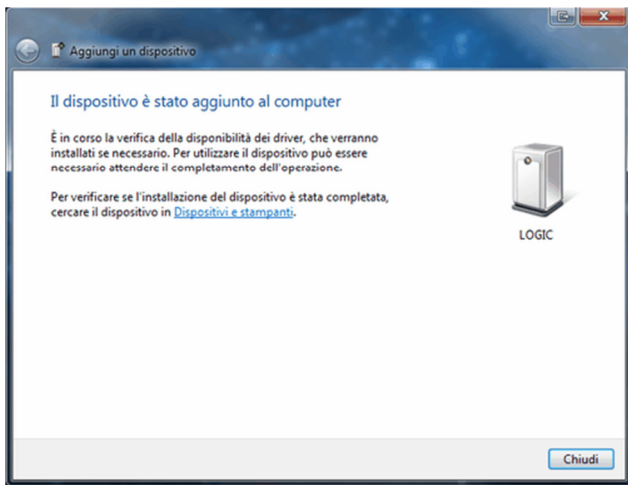 Aggiungi un dispositivo
Il dispositivo è stato aggiunto al computer
È in corso la verifica della disponibilità dei driver, che verranno
installati se necessario. Per utilizzare il dispositivo può essere
necessario attendere il completamento dell'operazione.
Per verificare se l'installazione del dispositivo è stata completata,
cercare il dispositivo in Dispositivi e stampanti.
LOGIC
Chiudi